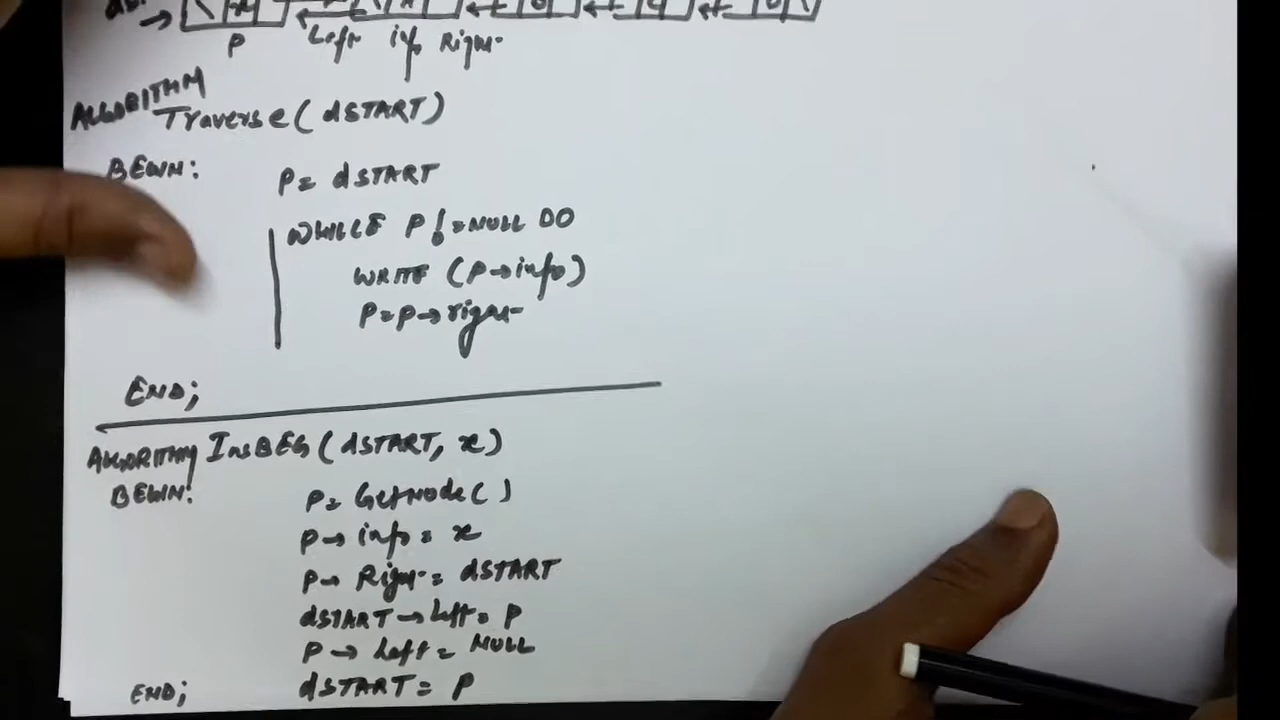 P Left info Right
ALGORITHM Traverse(dSTART)
BEGIN:
P= dSTART
WHILE P!=NULL DO
WRITE (P→info)
P=P→right
END;
ALGORITHM InsBEG(dSTART, x)
BEGIN:
P= GetNode()
P→ info= x
P→ Right= dSTART
dSTART→Left= P
P→ Left= NULL
END; dSTART= P